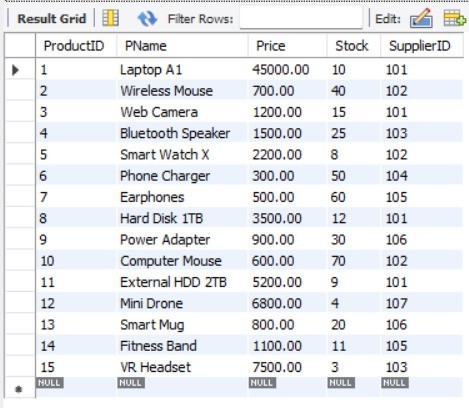 Result Grid Filter Rows: Edit:
ProductID PName Price Stock SupplierID
1 Laptop A1 45000.00 10 101
2 Wireless Mouse 700.00 40 102
3 Web Camera 1200.00 15 101
4 Bluetooth Speaker 1500.00 25 103
5 Smart Watch X 2200.00 8 102
6 Phone Charger 300.00 50 104
7 Earphones 500.00 60 105
8 Hard Disk 1TB 3500.00 12 101
9 Power Adapter 900.00 30 106
10 Computer Mouse 600.00 70 102
11 External HDD 2TB 5200.00 9 101
12 Mini Drone 6800.00 4 107
13 Smart Mug 800.00 20 106
14 Fitness Band 1100.00 11 105
15 VR Headset 7500.00 3 103
NULL NULL NULL NULL NULL